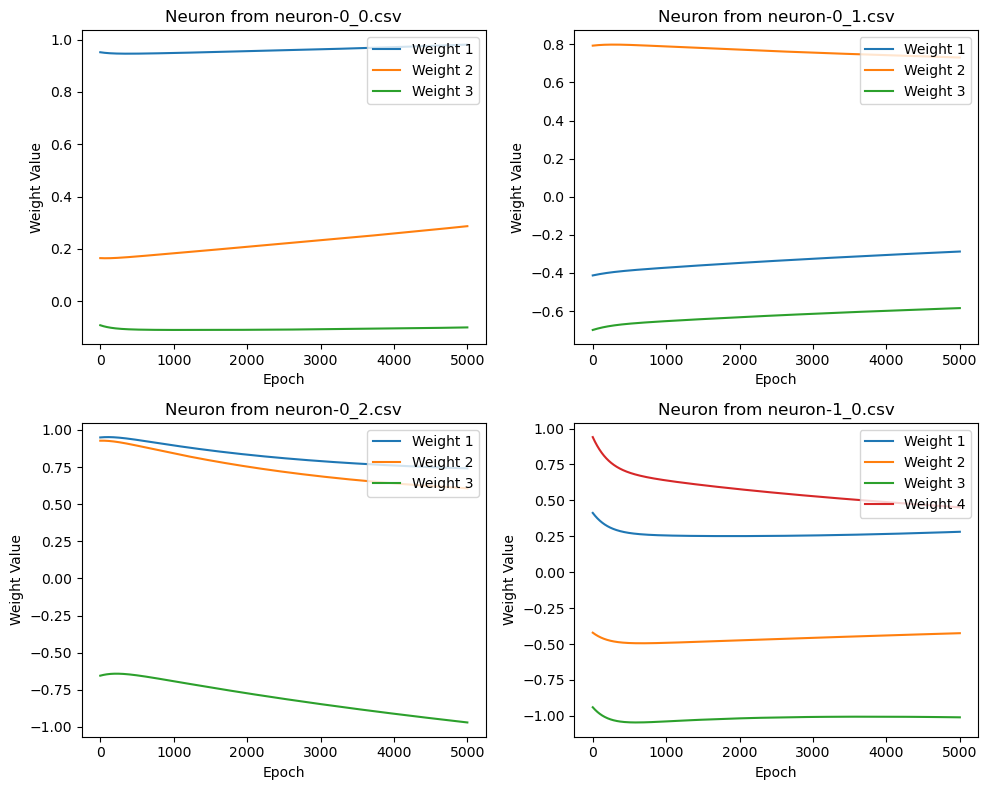 Neuron from neuron-0_0.csv
1.0
0.8
0.6
0.4
0.2
0.0
Weight Value
Weight 1
Weight 2
Weight 3
0 1000 2000 3000 4000 5000
Epoch
Neuron from neuron-0_1.csv
0.8
0.6
0.4
0.2
0.0
−0.2
−0.4
−0.6
Weight Value
Weight 1
Weight 2
Weight 3
0 1000 2000 3000 4000 5000
Epoch
Neuron from neuron-0_2.csv
1.00
0.75
0.50
0.25
0.00
−0.25
−0.50
−0.75
−1.00
Weight Value
Weight 1
Weight 2
Weight 3
0 1000 2000 3000 4000 5000
Epoch
Neuron from neuron-1_0.csv
1.00
0.75
0.50
0.25
0.00
−0.25
−0.50
−0.75
−1.00
Weight Value
Weight 1
Weight 2
Weight 3
Weight 4
0 1000 2000 3000 4000 5000
Epoch